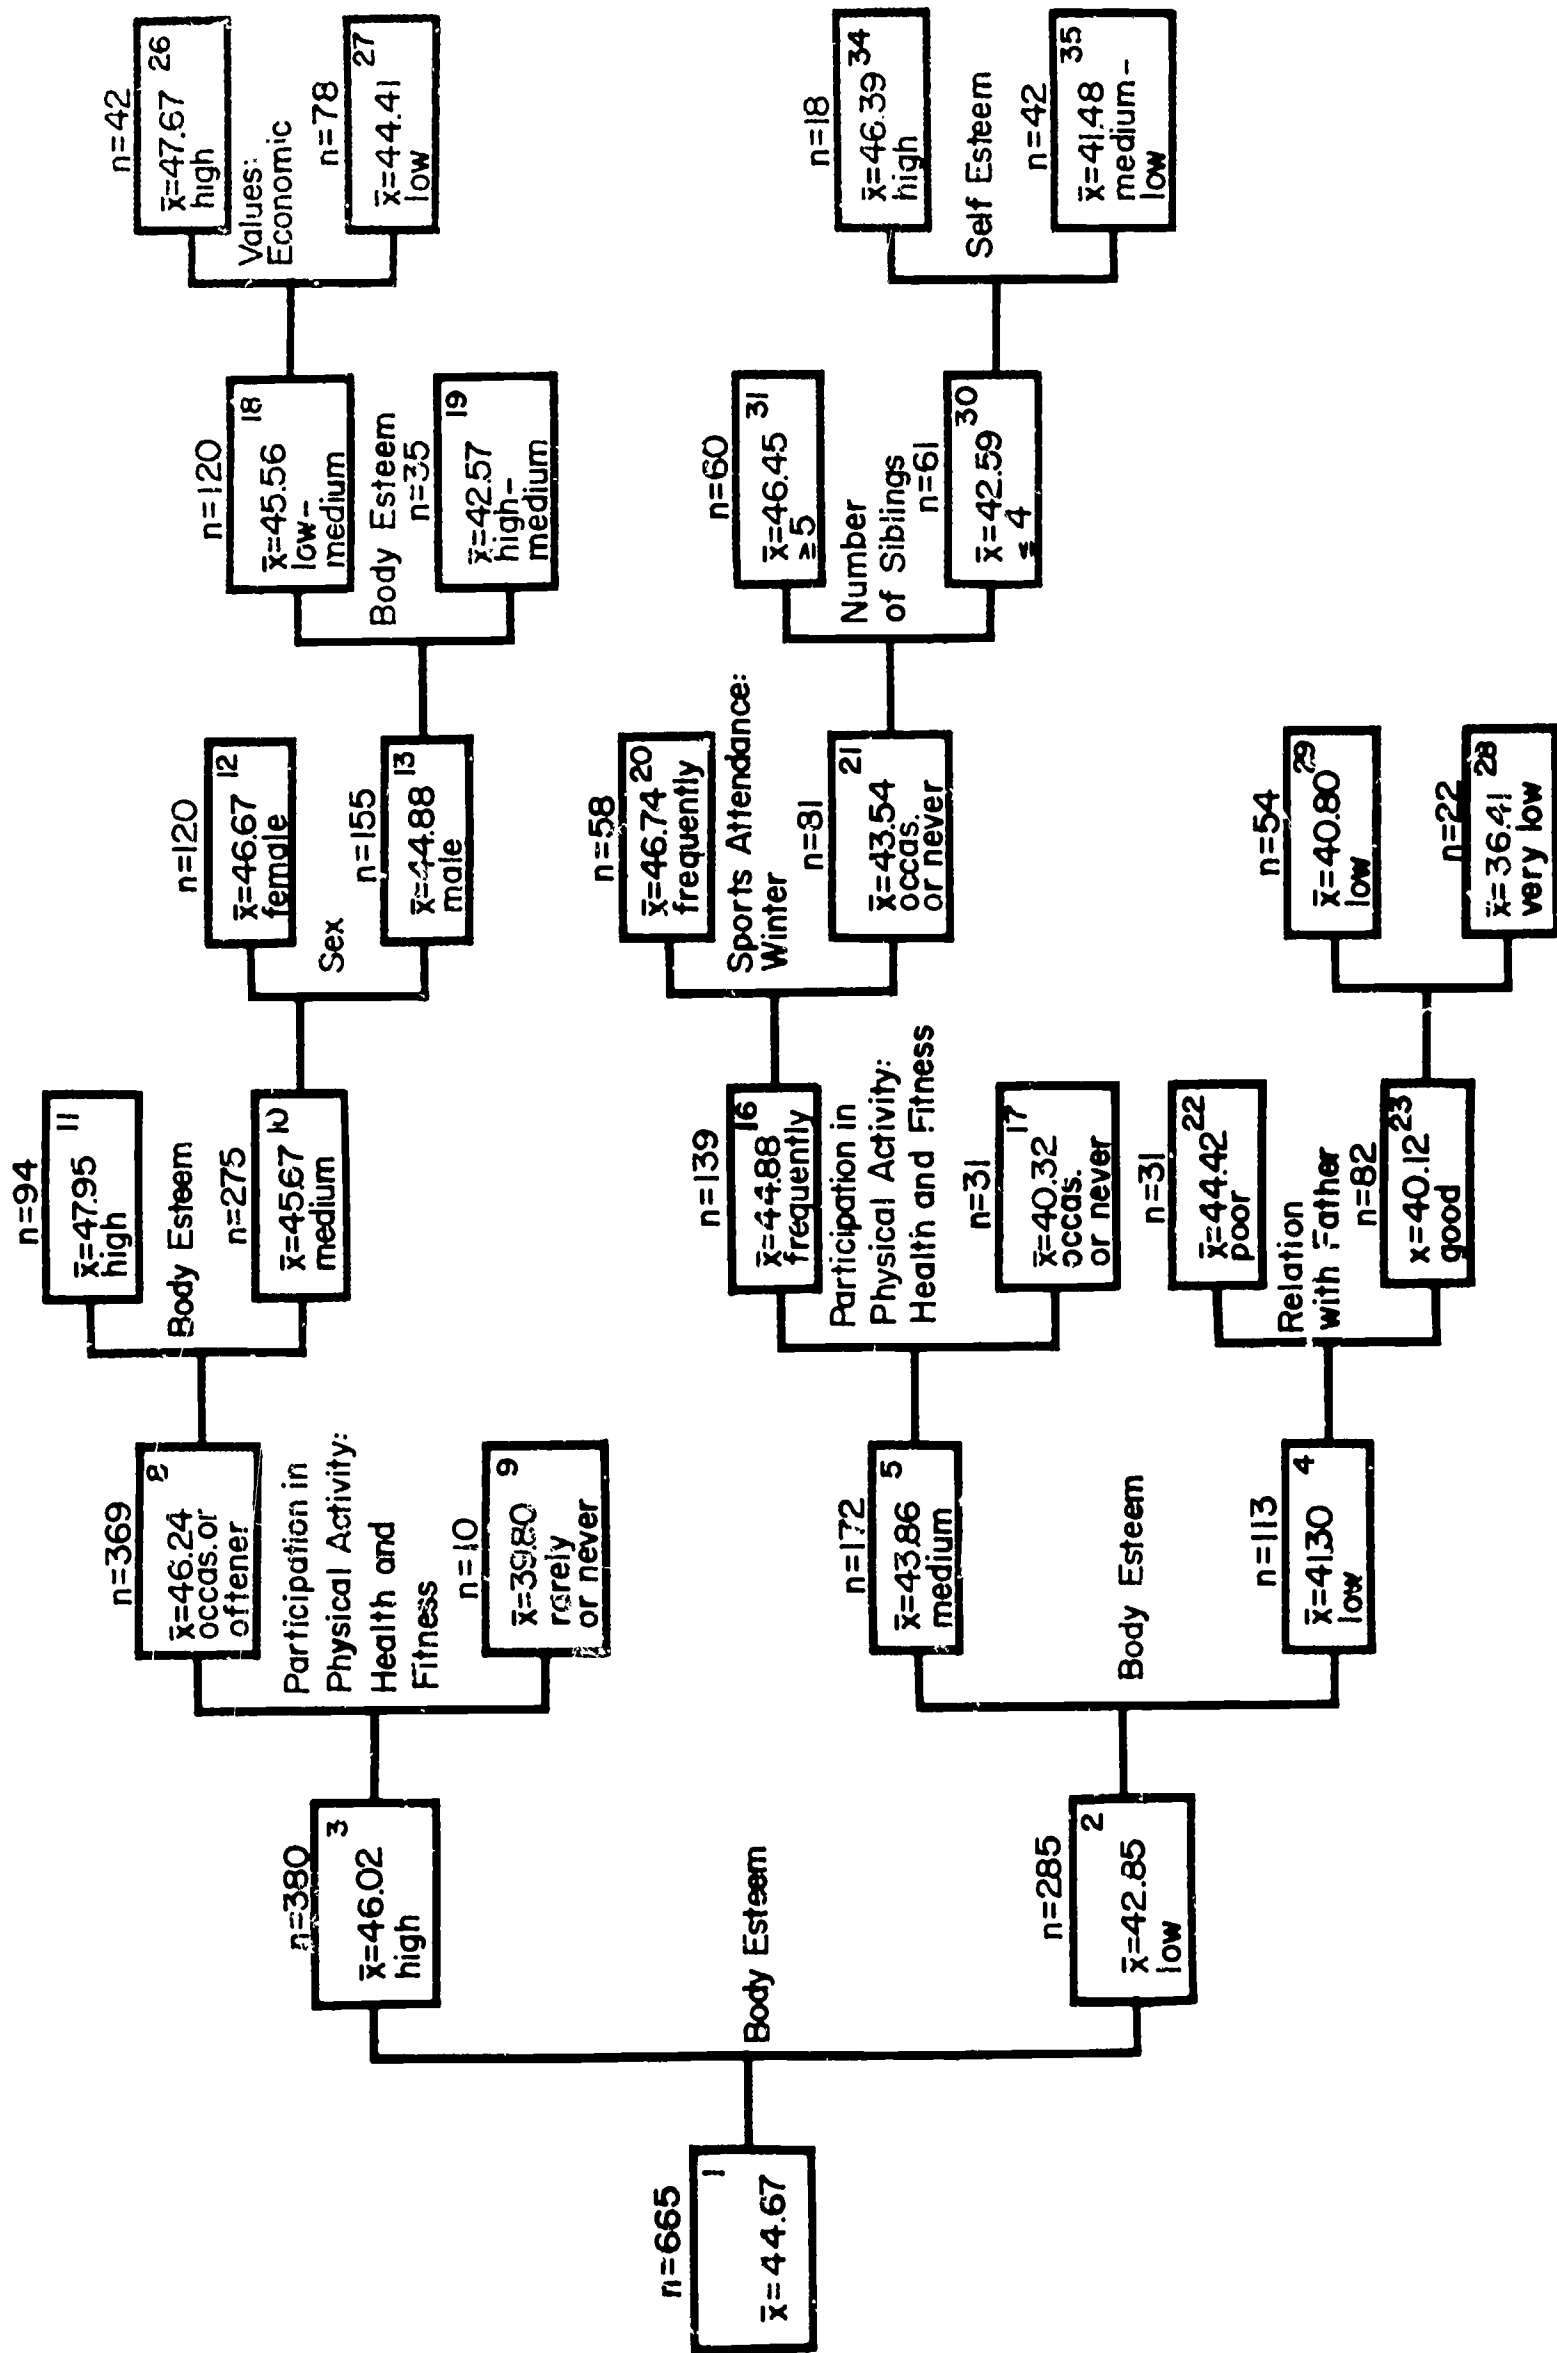 n=665
1
x̄=44.67
Body Esteem
n=380
3
x̄=46.02
high
n=285
2
x̄=42.85
low
n=369
8
x̄=46.24
occas. or
oftener
Participation in
Physical Activity:
Health and
Fitness
n=10
9
x̄=39.80
rarely
or never
n=172
5
x̄=43.86
medium
Body Esteem
n=113
4
x̄=41.30
low
n=94
11
x̄=47.95
high
Body Esteem
n=275
10
x̄=45.67
medium
n=139
16
x̄=44.88
frequently
Participation in
Physical Activity:
Health and Fitness
n=31
17
x̄=40.32
occas.
or never
n=31
22
x̄=44.42
poor
Relation
with Father
n=82
23
x=40.12
good
n=120
12
x̄=46.67
female
Sex
n=155
13
x̄=44.88
male
n=58
20
x̄=46.74
frequently
Sports Attendance:
Winter
n=81
21
x̄=43.54
occas.
or never
n=54
29
x̄=40.80
low
n=22
28
x̄=36.41
very low
n=120
18
x̄=45.56
low-
medium
Body Esteem
n=35
19
x̄=42.57
high-
medium
n=60
31
x̄=46.45
≥5
Number
of Siblings
n=61
30
x̄=42.59
≤4
n=42
26
x̄=47.67
high
Values:
Economic
n=78
27
x̄=44.41
low
n=18
34
x̄=46.39
high
Self Esteem
n=42
35
x̄=41.48
medium-
low